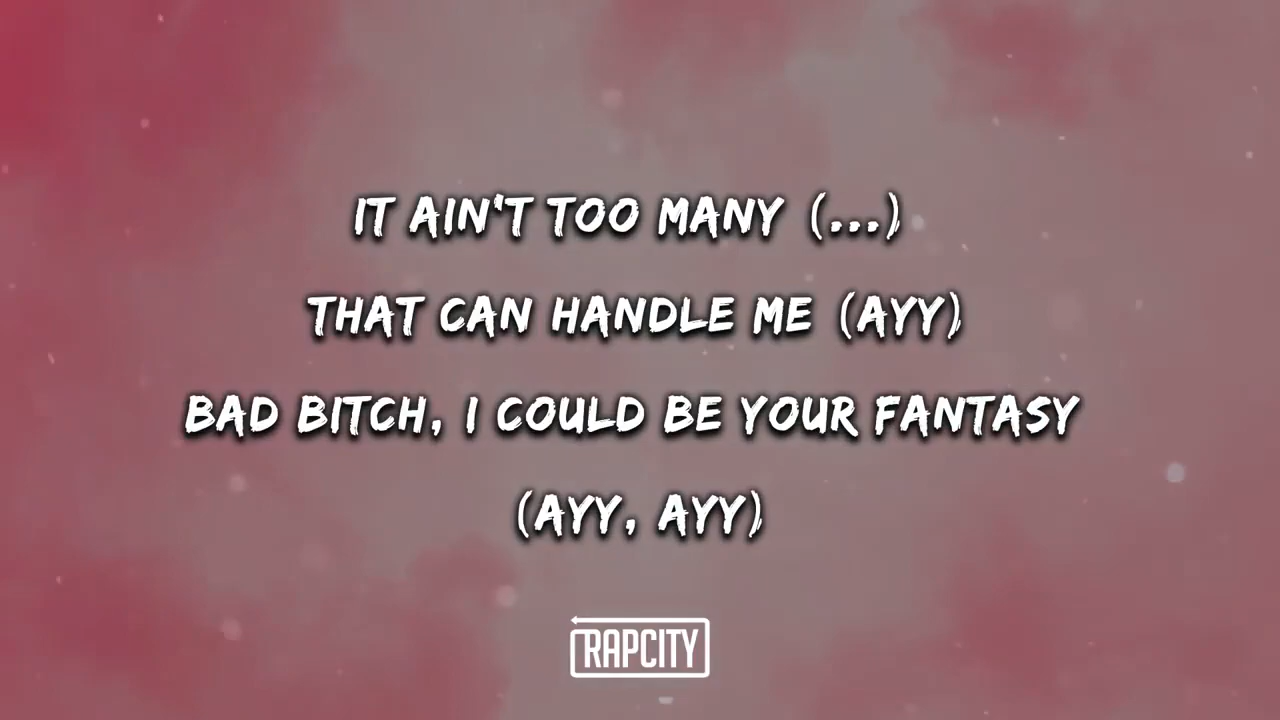 IT AIN'T TOO MANY (...)
THAT CAN HANDLE ME (AYY)
BAD BITCH, I COULD BE YOUR FANTASY
(AYY, AYY)
RAPCITY